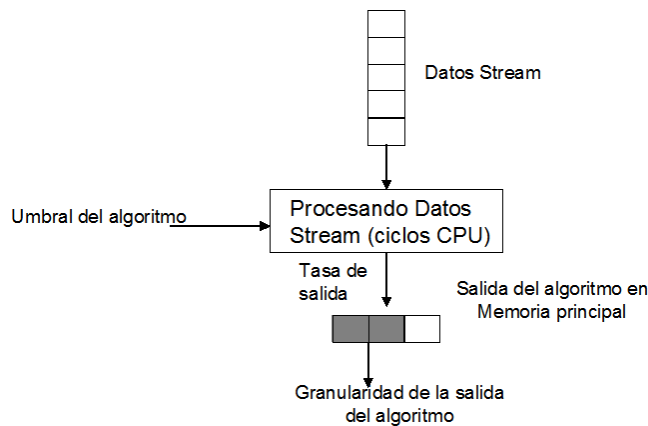 Datos Stream
Umbral del algoritmo
Procesando Datos
Stream (ciclos CPU)
Tasa de
salida
Salida del algoritmo en
Memoria principal
Granularidad de la salida
del algoritmo